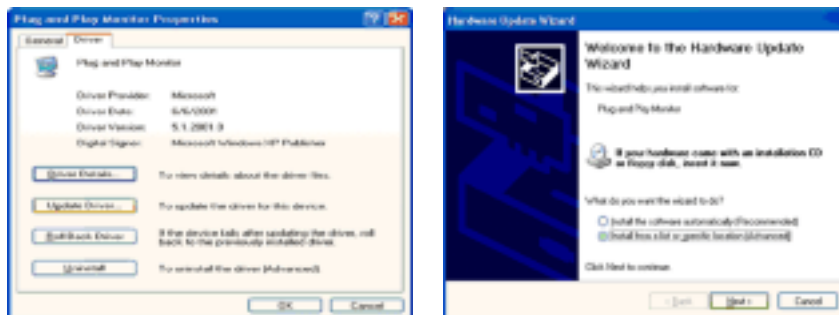 Plug and Play Monitor Properties
General Driver
Plug and Play Monitor
Driver Provider: Microsoft
Driver Date: 6/6/2001
Driver Version: 5.1.2001.0
Digital Signer: Microsoft Windows XP Publisher
Driver Details... To view details about the driver files.
Update Driver... To update the driver for this device.
Roll Back Driver If the device fails after updating the driver, roll
back to the previously installed driver.
Uninstall To uninstall the driver (Advanced).
OK Cancel
Hardware Update Wizard
Welcome to the Hardware Update
Wizard
This wizard helps you install software for:
Plug and Play Monitor
If your hardware came with an installation CD
or floppy disk, insert it now.
What do you want the wizard to do?
Install the software automatically (Recommended)
Install from a list or specific location (Advanced)
Click Next to continue.
< Back Next > Cancel